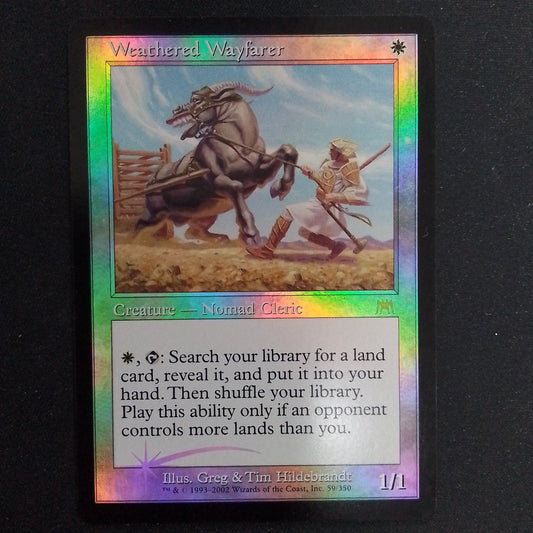 Weathered Wayfarer
Creature — Nomad Cleric
, : Search your library for a land
card, reveal it, and put it into your
hand. Then shuffle your library.
Play this ability only if an opponent
controls more lands than you.
Illus. Greg & Tim Hildebrandt
™ & © 1993-2002 Wizards of the Coast, Inc. 59/350
1/1